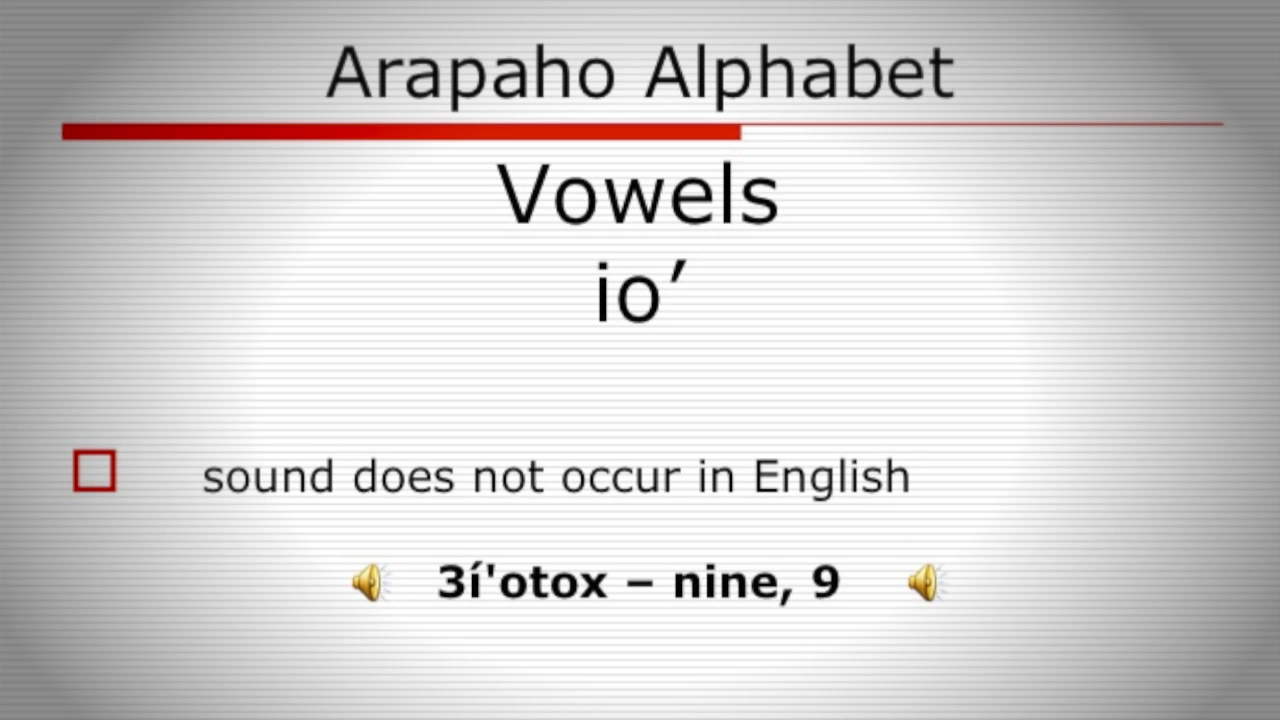 Arapaho Alphabet
Vowels
io’
sound does not occur in English
3í'otox – nine, 9